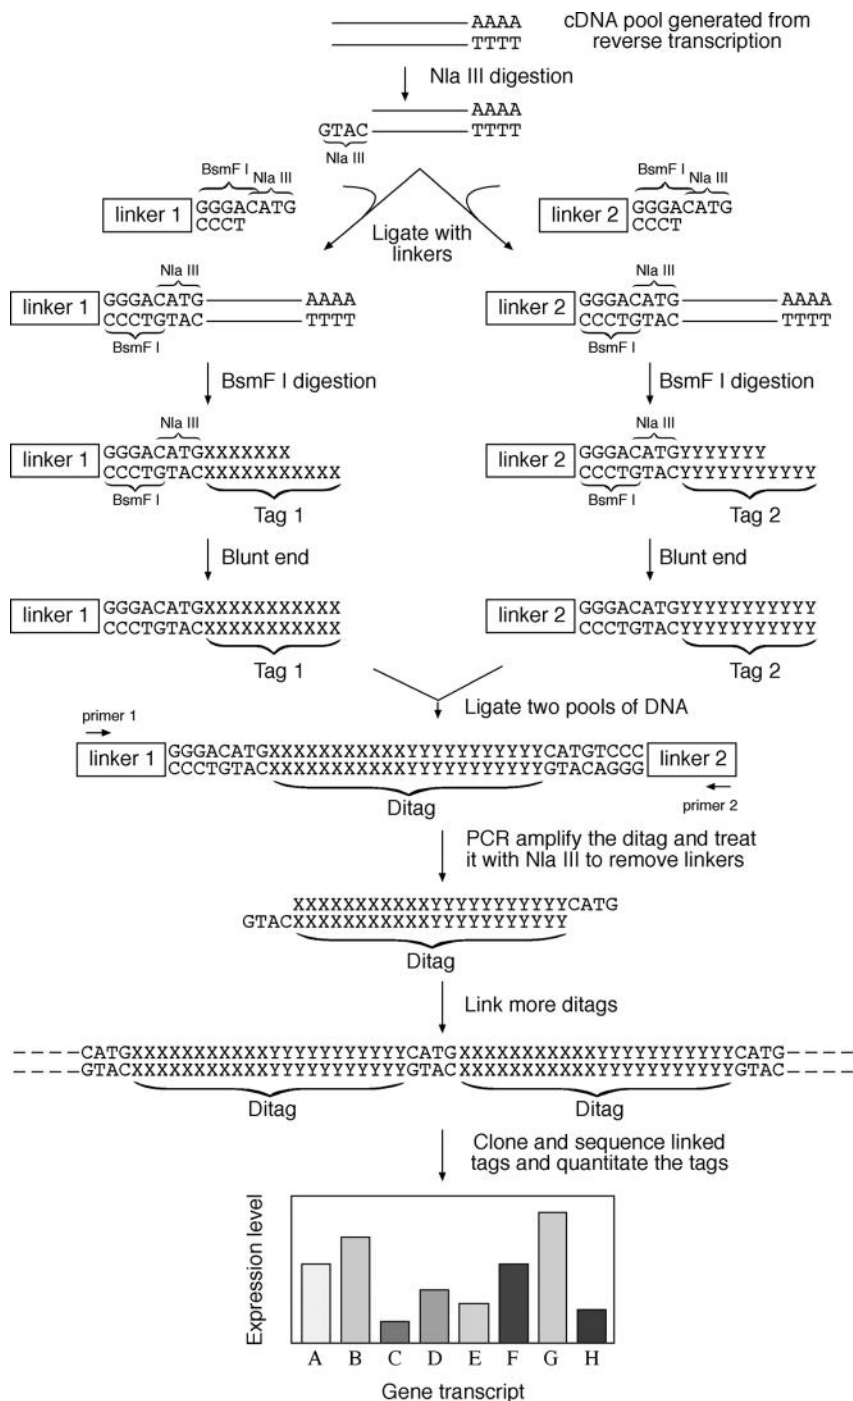 AAAA
TTTT
cDNA pool generated from
reverse transcription
Nla III digestion
AAAA
GTAC TTTT
Nla III
BsmF I Nla III
linker 1 GGGACATG
CCCT
BsmF I Nla III
linker 2 GGGACATG
CCCT
Ligate with
linkers
Nla III
linker 1 GGGACATG AAAA
CCCTGTAC TTTT
BsmF I
Nla III
linker 2 GGGACATG AAAA
CCCTGTAC TTTT
BsmF I
BsmF I digestion
BsmF I digestion
Nla III
linker 1 GGGACATGXXXXXXX
CCCTGTACXXXXXXXXXXX
BsmF I
Tag 1
Nla III
linker 2 GGGACATGYYYYYYY
CCCTGTACYYYYYYYYYYY
BsmF I
Tag 2
Blunt end
Blunt end
linker 1 GGGACATGXXXXXXXXXXX
CCCTGTACXXXXXXXXXXX
Tag 1
linker 2 GGGACATGYYYYYYYYYYY
CCCTGTACYYYYYYYYYYY
Tag 2
Ligate two pools of DNA
primer 1
linker 1 GGGACATGXXXXXXXXXXXYYYYYYYYYYYCATGTCCC linker 2
CCCTGTACXXXXXXXXXXXYYYYYYYYYYYGTACAGGG
Ditag
primer 2
PCR amplify the ditag and treat
it with Nla III to remove linkers
XXXXXXXXXXXYYYYYYYYYYYCATG
GTACXXXXXXXXXXXYYYYYYYYYYY
Ditag
Link more ditags
----CATGXXXXXXXXXXXYYYYYYYYYYYCATGXXXXXXXXXXXYYYYYYYYYYYCATG----
----GTACXXXXXXXXXXXYYYYYYYYYYYGTACXXXXXXXXXXXYYYYYYYYYYYGTAC----
Ditag Ditag
Clone and sequence linked
tags and quantitate the tags
Expression level
A B C D E F G H
Gene transcript